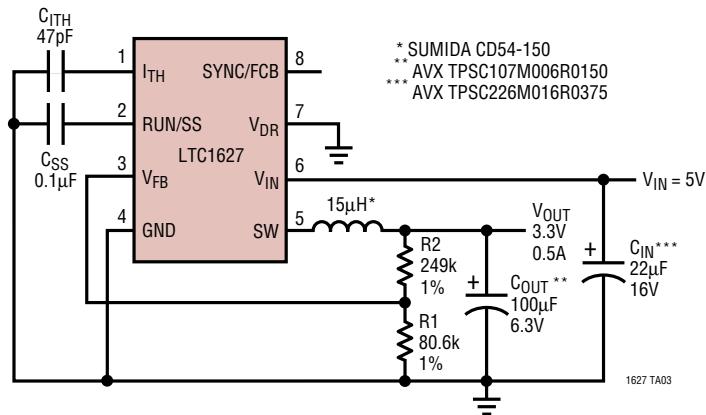 C_ITH
47pF
1
I_TH
SYNC/FCB
8
* SUMIDA CD54-150
** AVX TPSC107M006R0150
*** AVX TPSC226M016R0375
2
RUN/SS
V_DR
7
LTC1627
C_SS
0.1µF
3
V_FB
V_IN
6
V_IN = 5V
15µH*
4
GND
SW
5
V_OUT
3.3V
0.5A
R2
249k
1%
+
C_OUT **
100µF
6.3V
+
C_IN***
22µF
16V
R1
80.6k
1%
1627 TA03